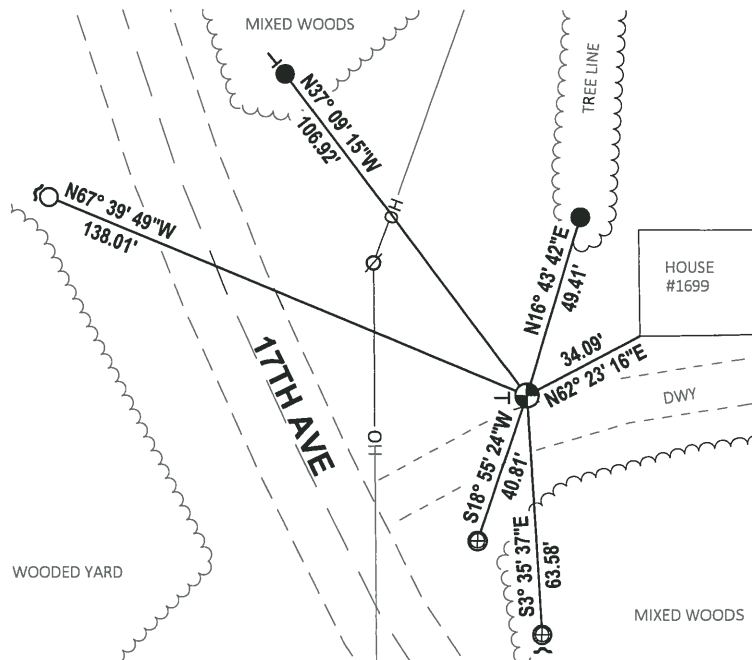 MIXED WOODS
N37° 09' 15"W
106.92'
TREE LINE
N67° 39' 49"W
138.01'
OH
N16° 43' 42"E
49.41'
HOUSE
#1699
34.09'
N62° 23' 16"E
17TH AVE
DWY
S18° 55' 24"W
40.81'
OH
S3° 35' 37"E
63.58'
WOODED YARD
MIXED WOODS